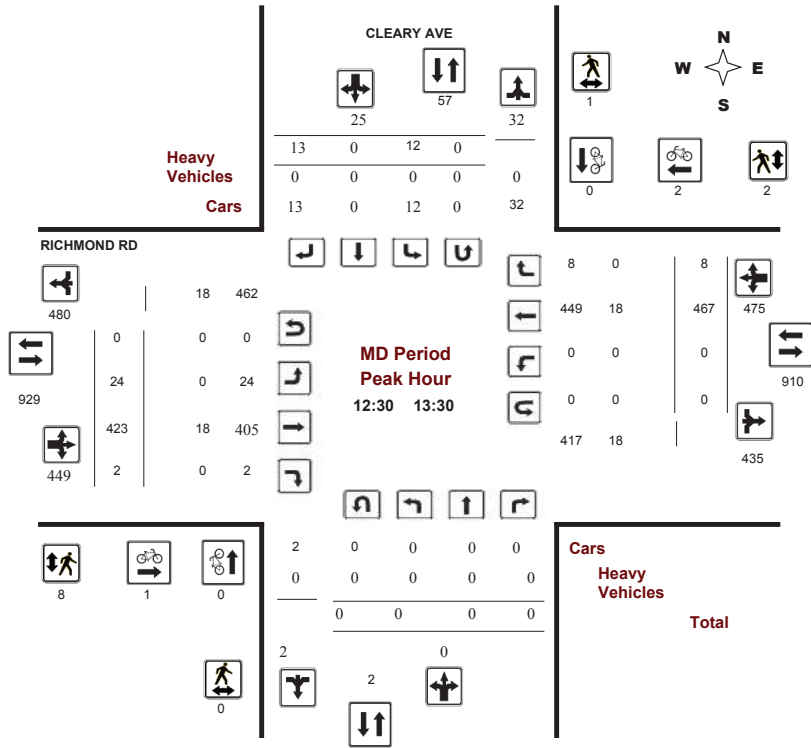 CLEARY AVE
57
25 32
1
N
W E
S
Heavy
Vehicles
Cars
13 0 12 0
0 0 0 0 0
13 0 12 0 32
0 2 2
RICHMOND RD
480
18 462
0 0 0
24 0 24
929
423 18 405
449
2 0 2
MD Period
Peak Hour
12:30 13:30
8 0 8
475
449 18 467
0 0 0
910
0 0 0
417 18
435
8 1 0
0
2 0 0 0 0
0 0 0 0 0
0 0 0 0
2 0
2
Cars
Heavy
Vehicles
Total